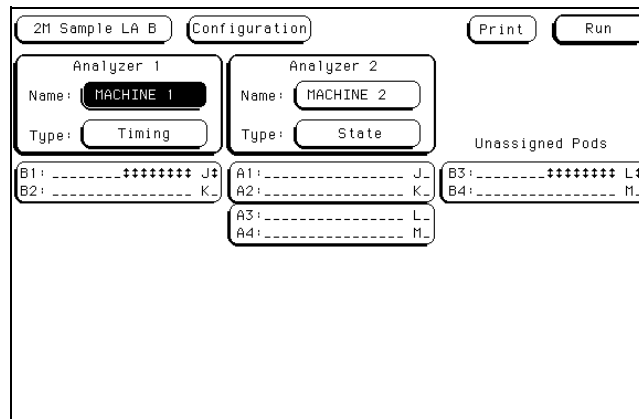 2M Sample LA B Configuration Print Run
Analyzer 1
Name: MACHINE 1
Type: Timing
Analyzer 2
Name: MACHINE 2
Type: State
Unassigned Pods
B1:________‡‡‡‡‡‡‡‡ J‡
B2:________________ K_
A1:________________ J_
A2:________________ K_
A3:________________ L_
A4:________________ M_
B3:________‡‡‡‡‡‡‡‡ L‡
B4:________________ M_